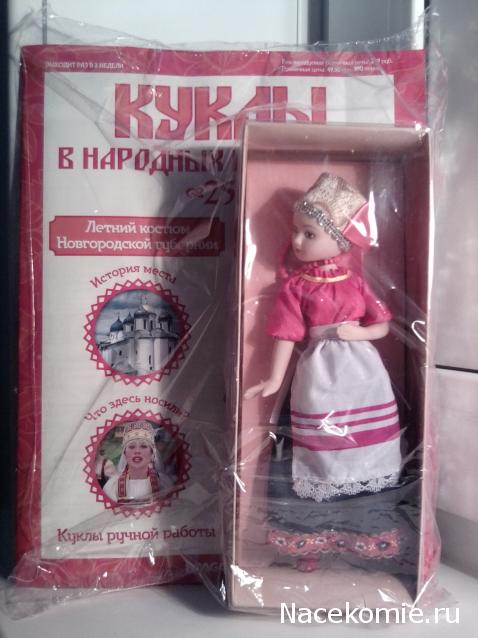 ВЫХОДИТ РАЗ В 2 НЕДЕЛИ
КУКЛЫ
В НАРОДНЫХ
Летний костюм
Новгородской губернии
История места
Что здесь носили?
Куклы ручной работы
Nacekomie.ru